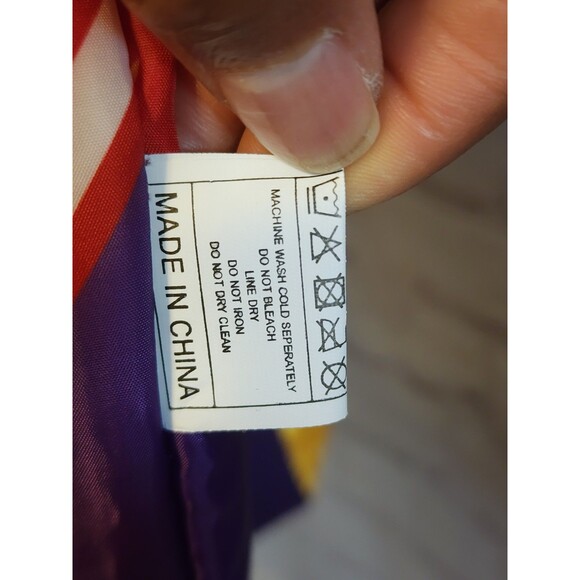 MACHINE WASH COLD SEPERATELY
DO NOT BLEACH
LINE DRY
DO NOT IRON
DO NOT DRY CLEAN
MADE IN CHINA